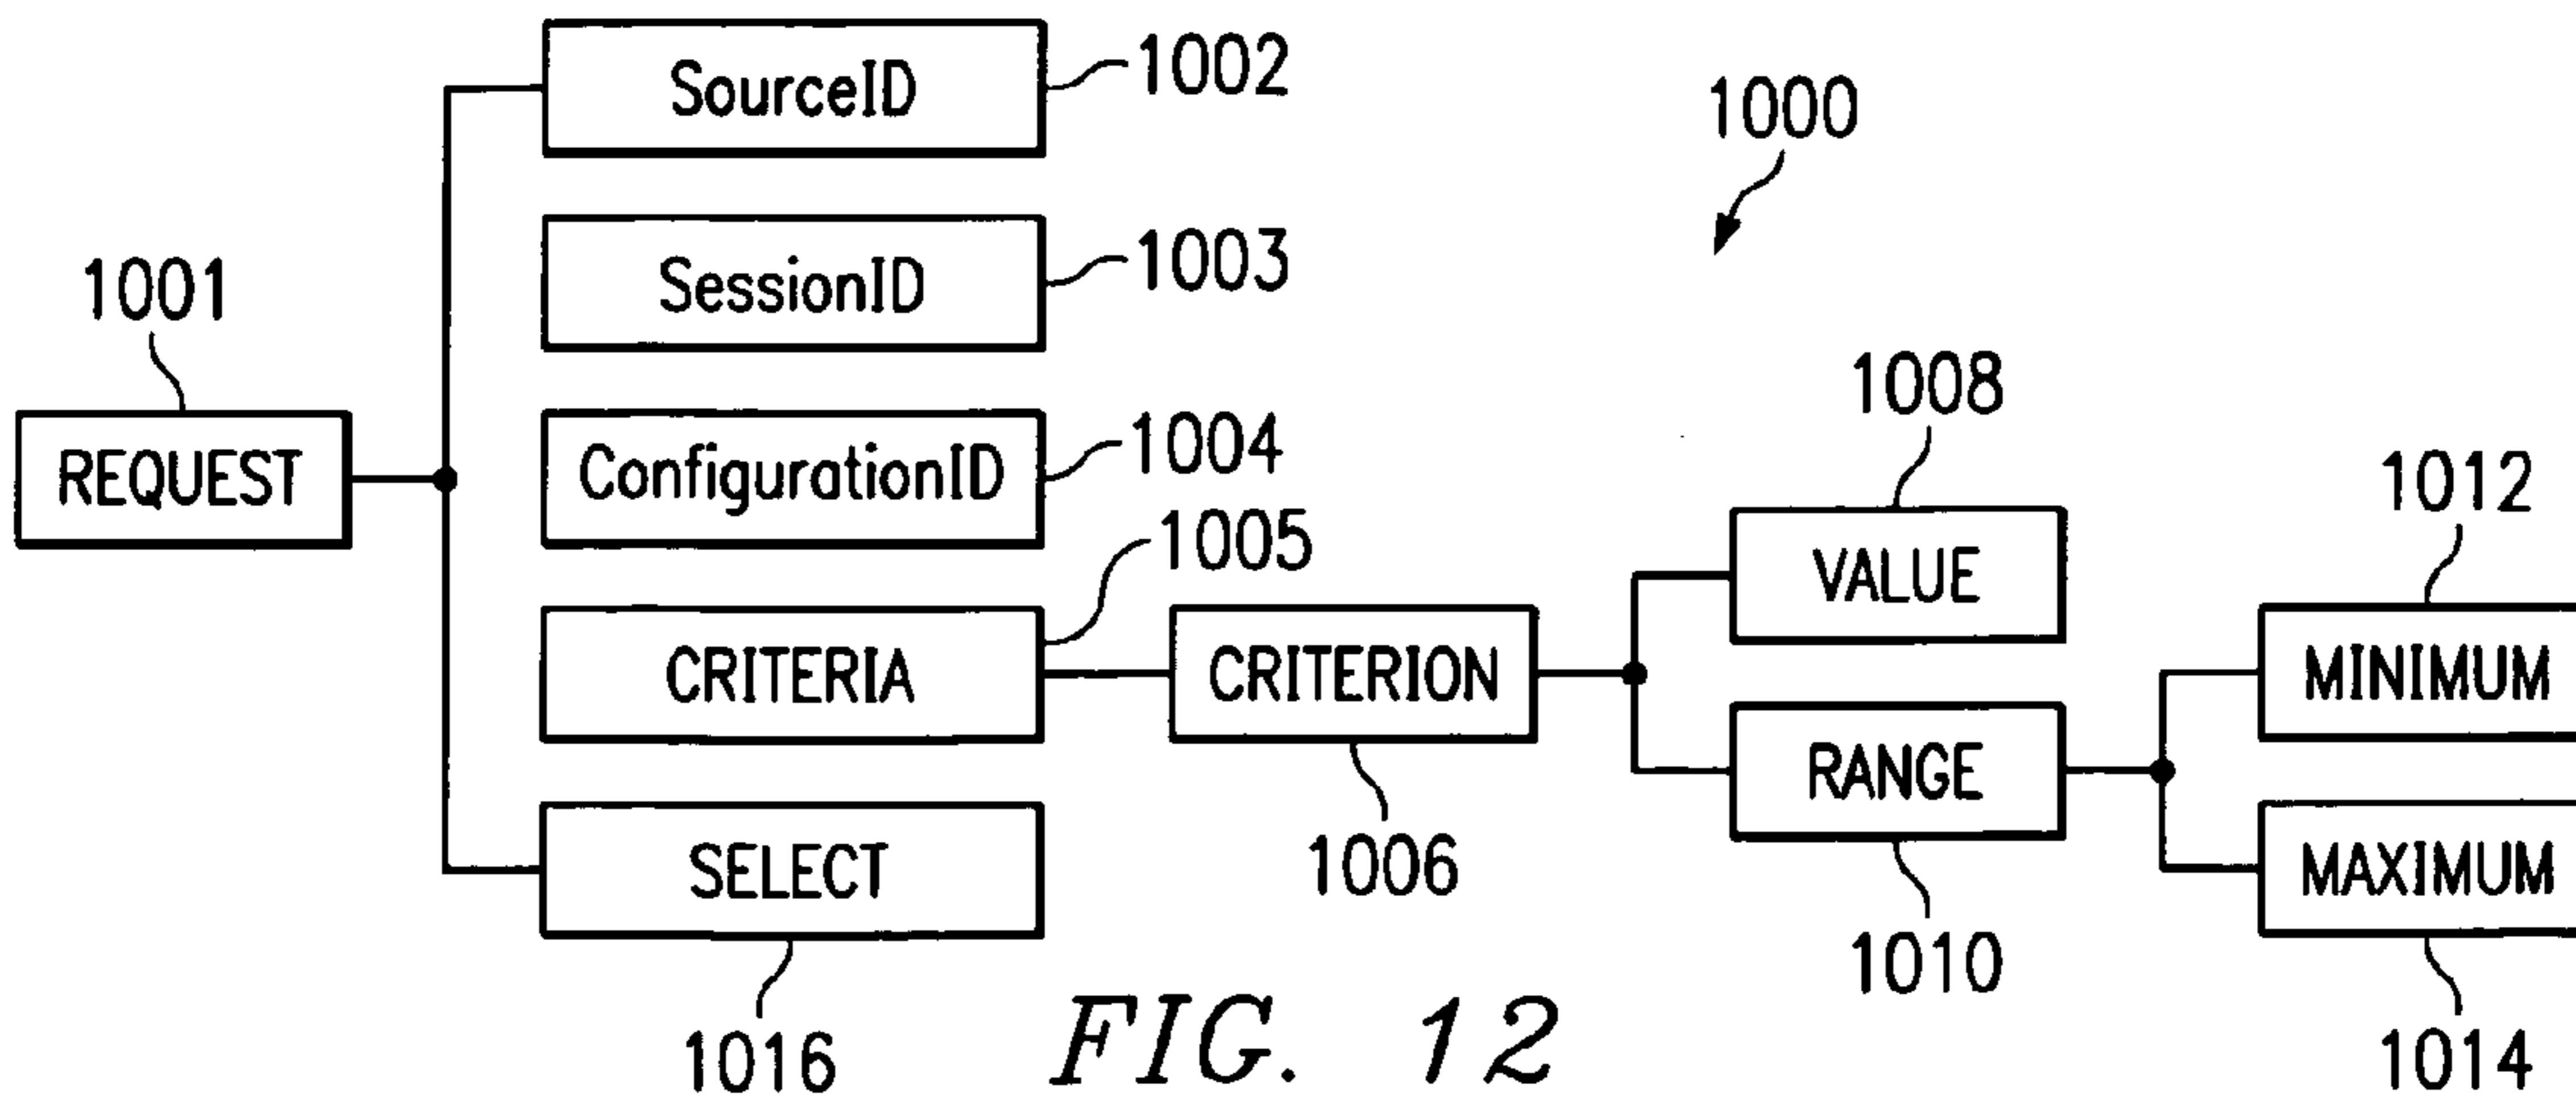 SourceID
1002
1000
SessionID
1003
1001
REQUEST
ConfigurationID
1004
1008
VALUE
1005
1012
CRITERIA
CRITERION
MINIMUM
RANGE
SELECT
1006
MAXIMUM
1010
1016
1014
FIG. 12